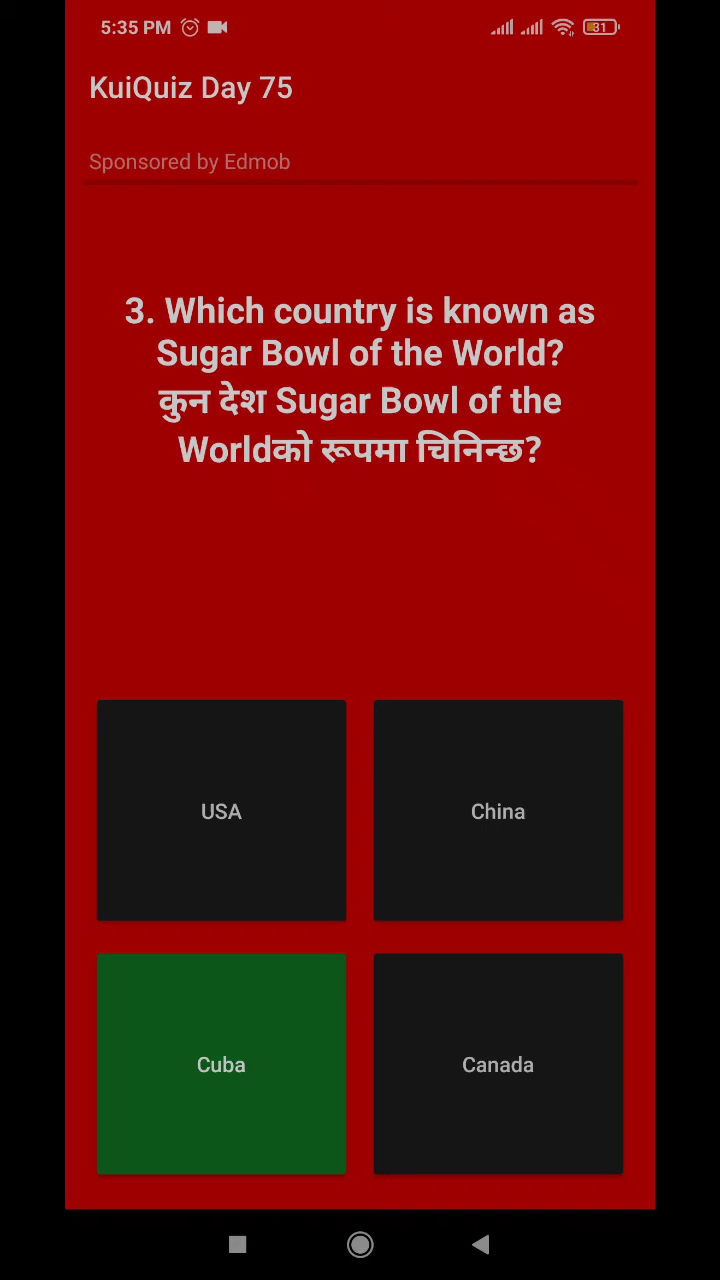 5:35 PM 31
KuiQuiz Day 75
Sponsored by Edmob
3. Which country is known as
Sugar Bowl of the World?
कुन देश Sugar Bowl of the
Worldको रूपमा चिनिन्छ?
USA China
Cuba Canada